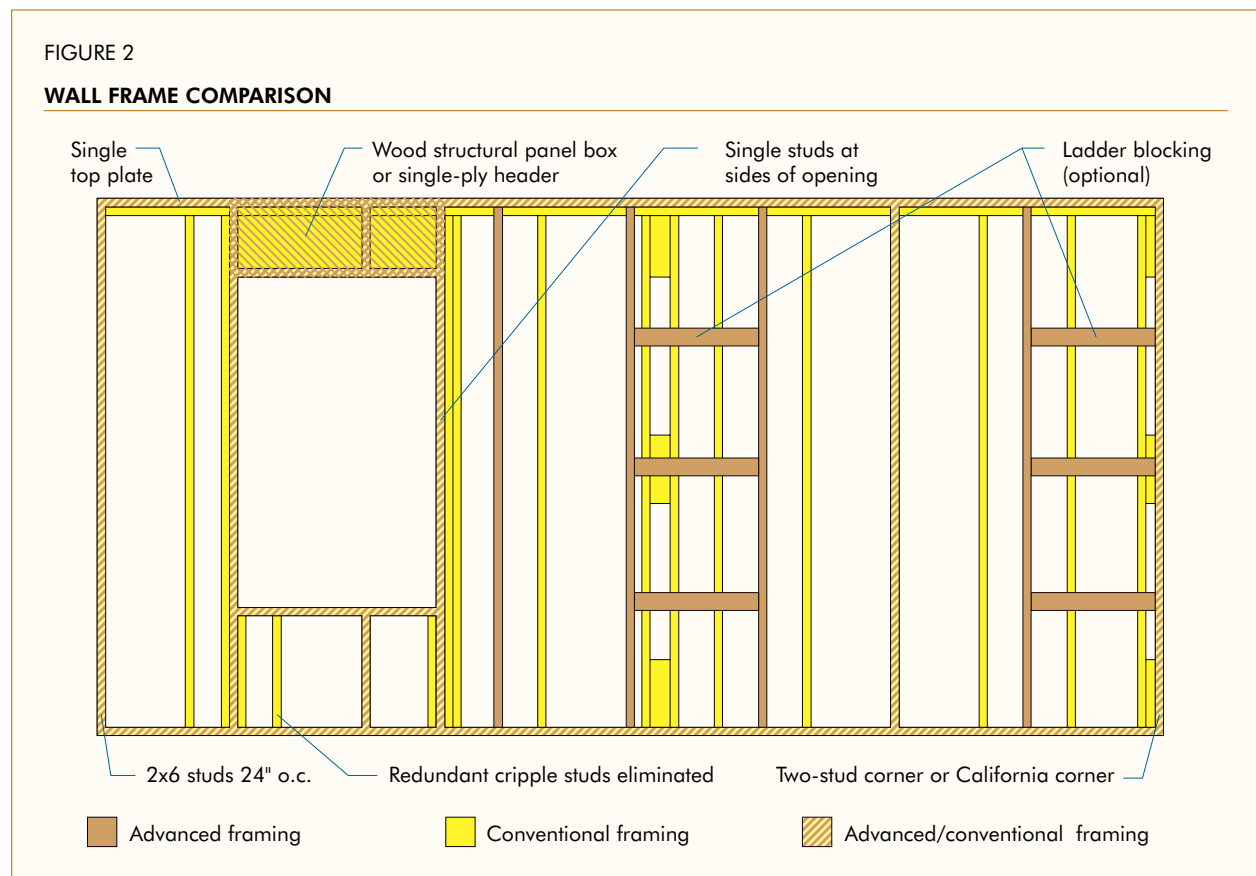 FIGURE 2
WALL FRAME COMPARISON
Single
top plate
Wood structural panel box
or single-ply header
Single studs at
sides of opening
Ladder blocking
(optional)
2x6 studs 24" o.c.
Redundant cripple studs eliminated
Two-stud corner or California corner
Advanced framing
Conventional framing
Advanced/conventional framing